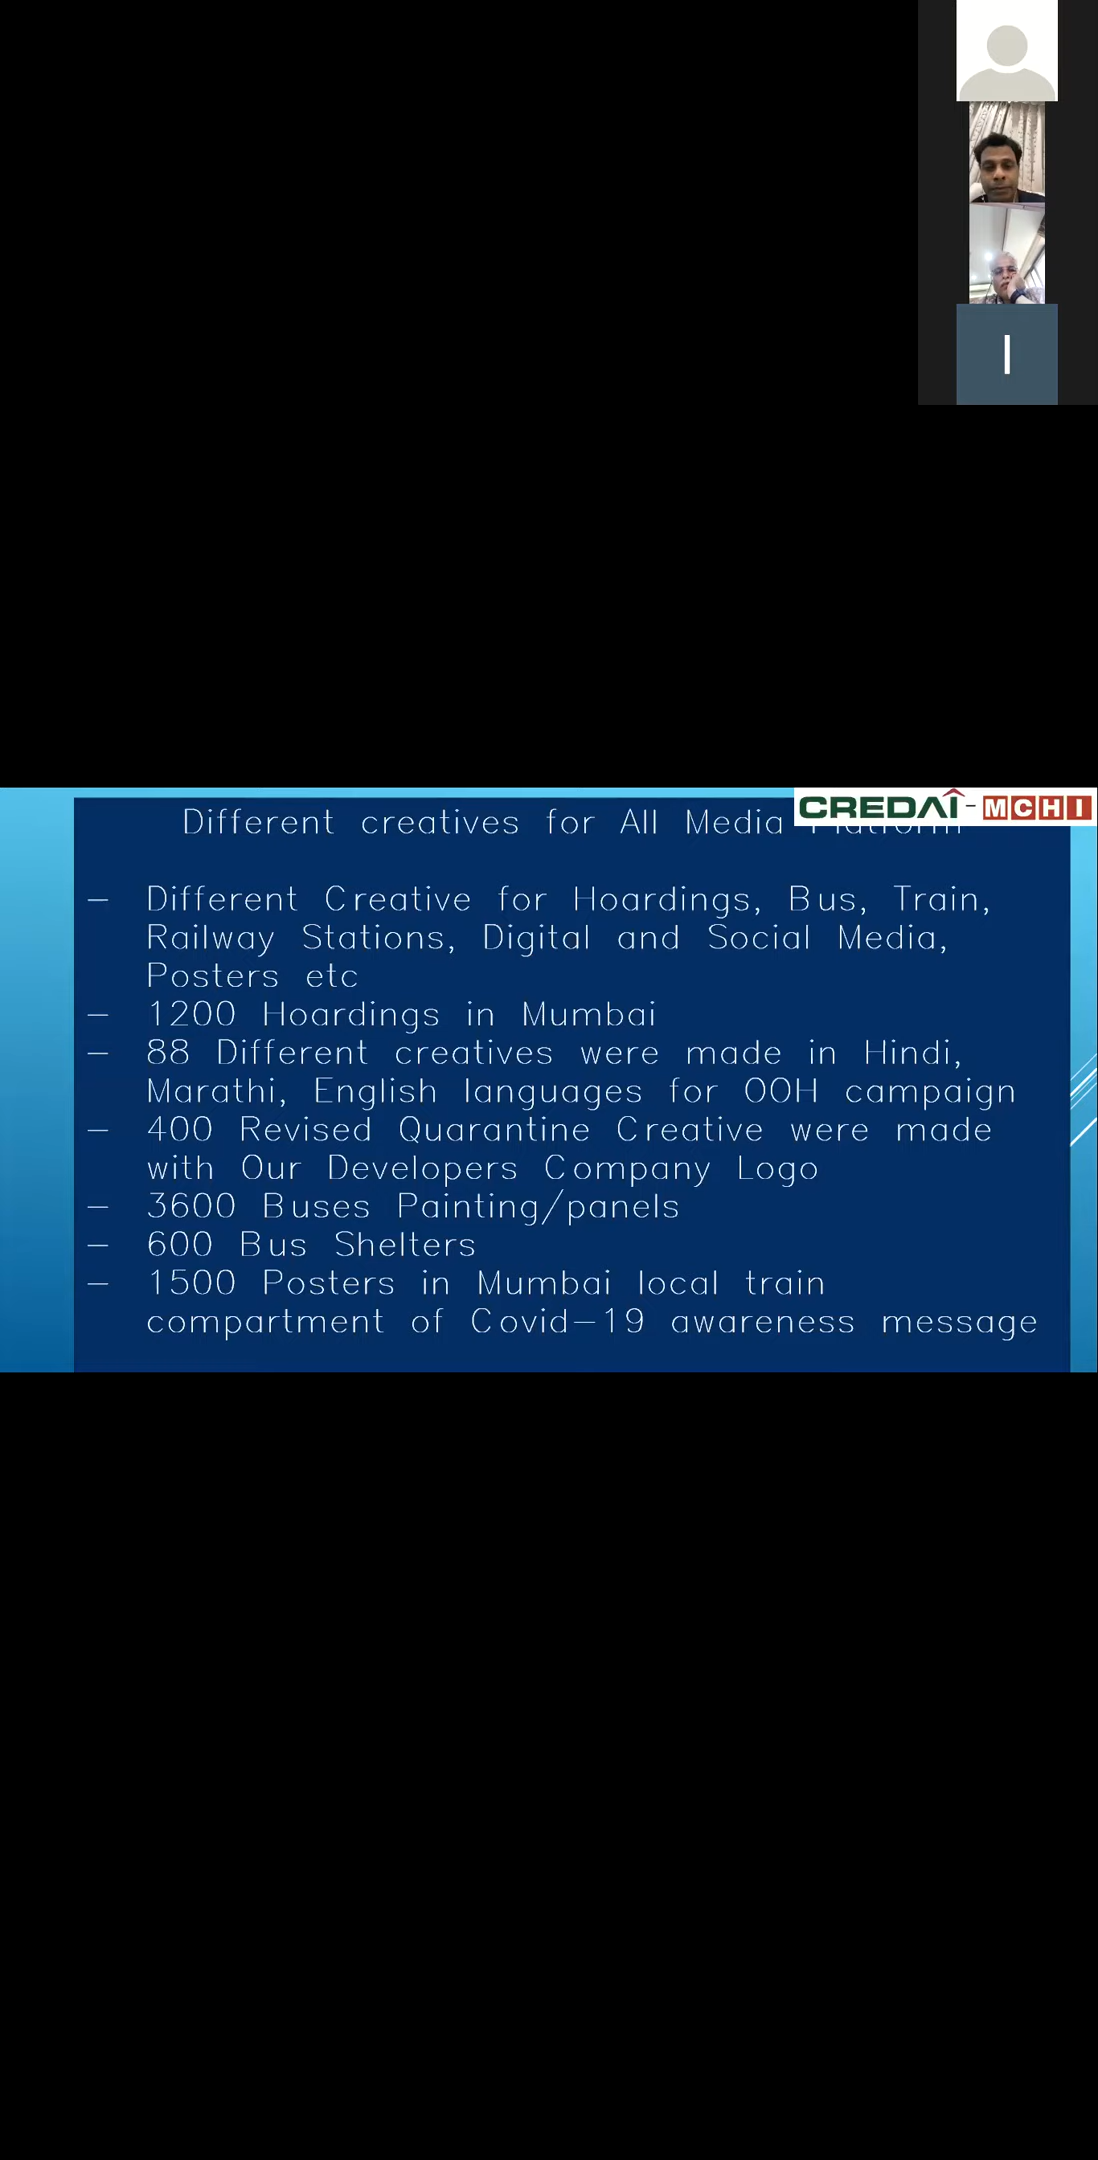 I
CREDAI-MCHI
Different creatives for All Media Platform
– Different Creative for Hoardings, Bus, Train,
Railway Stations, Digital and Social Media,
Posters etc
– 1200 Hoardings in Mumbai
– 88 Different creatives were made in Hindi,
Marathi, English languages for OOH campaign
– 400 Revised Quarantine Creative were made
with Our Developers Company Logo
– 3600 Buses Painting/panels
– 600 Bus Shelters
– 1500 Posters in Mumbai local train
compartment of Covid-19 awareness message